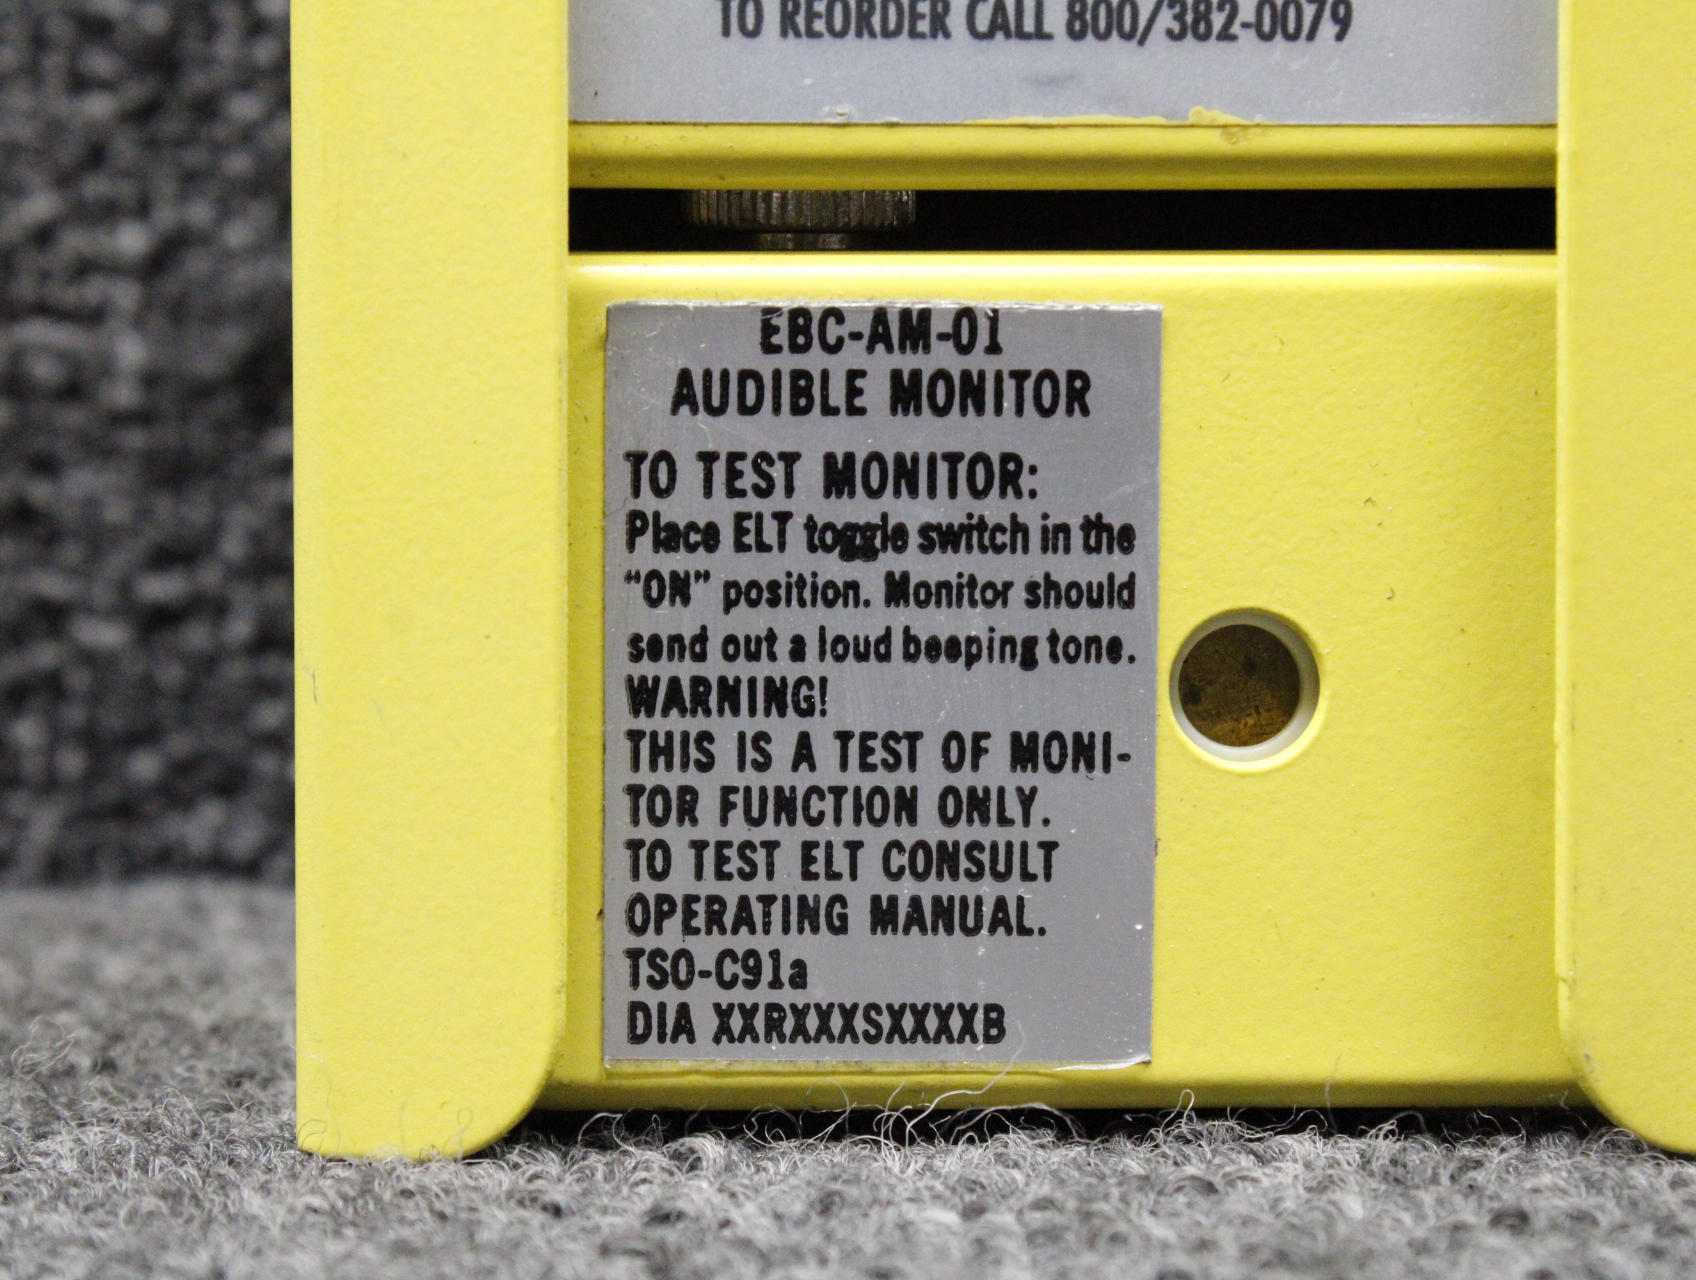 TO REORDER CALL 800/382-0079
EBC-AM-01
AUDIBLE MONITOR
TO TEST MONITOR:
Place ELT toggle switch in the
“ON” position. Monitor should
send out a loud beeping tone.
WARNING!
THIS IS A TEST OF MONI-
TOR FUNCTION ONLY.
TO TEST ELT CONSULT
OPERATING MANUAL.
TSO-C91a
DIA XXRXXXSXXXXB